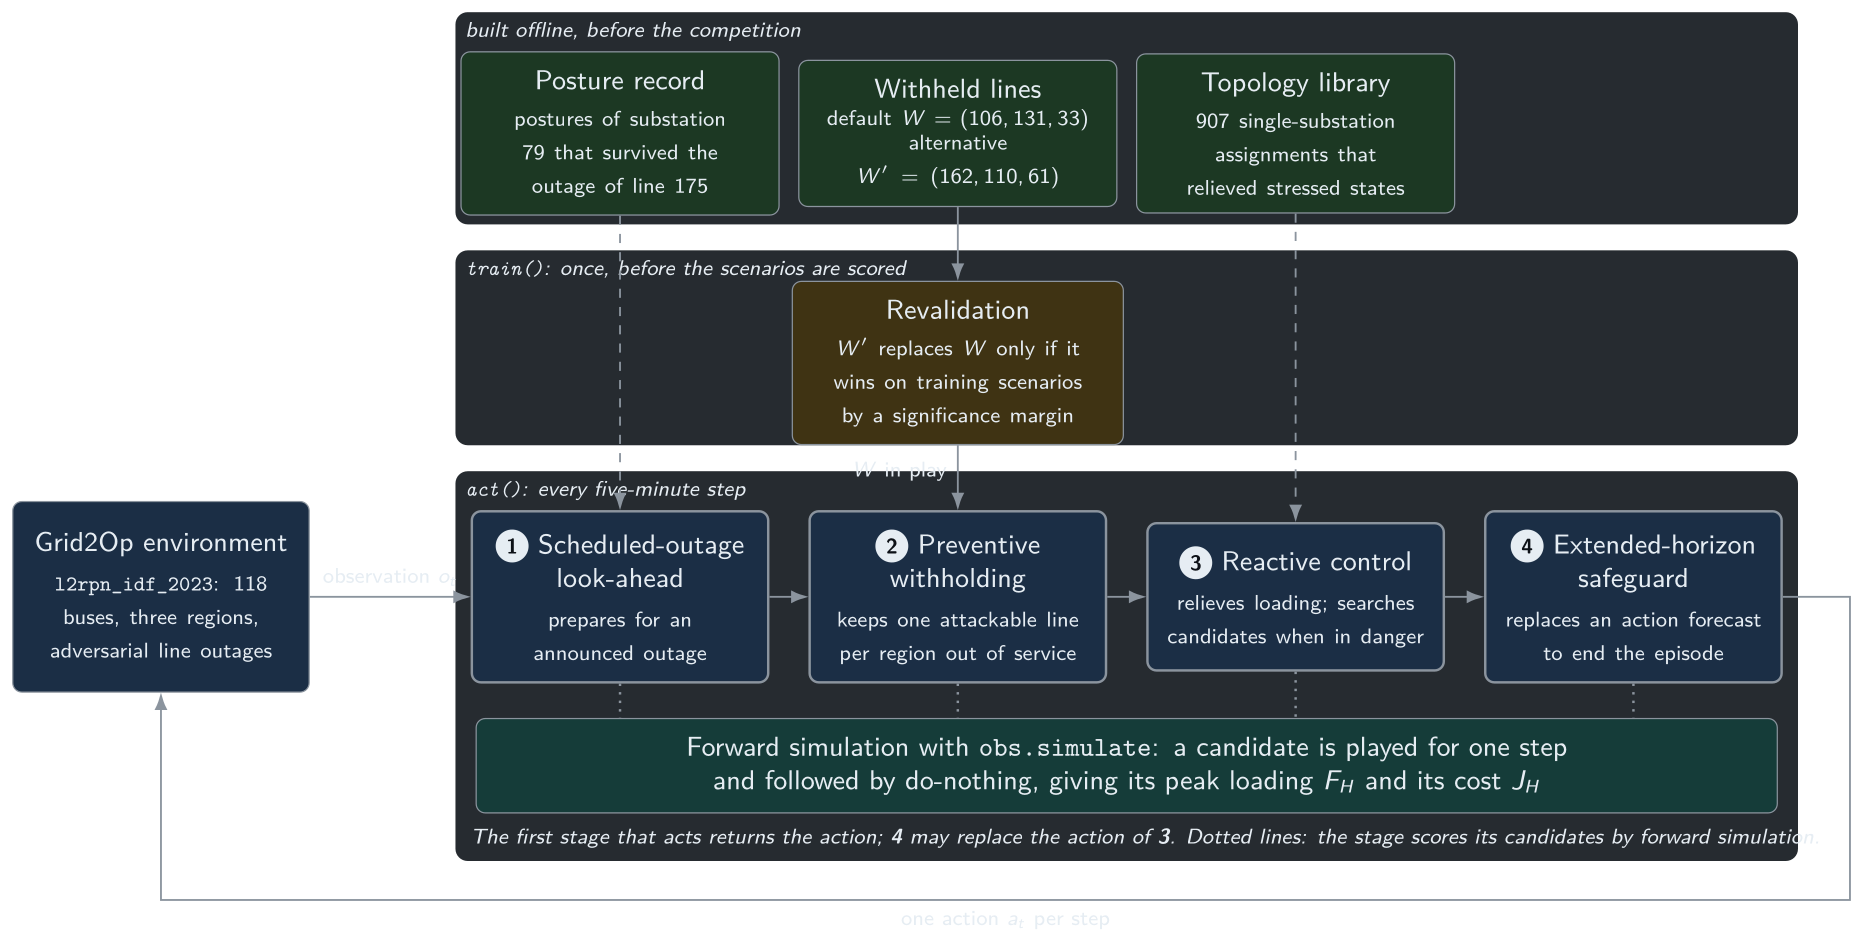 built offline, before the competition
Posture record
postures of substation
79 that survived the
outage of line 175
Withheld lines
default W = (106, 131, 33)
alternative
W′ = (162, 110, 61)
Topology library
907 single-substation
assignments that
relieved stressed states
train(): once, before the scenarios are scored
Revalidation
W′ replaces W only if it
wins on training scenarios
by a significance margin
W in play
act(): every five-minute step
Grid2Op environment
l2rpn_idf_2023: 118
buses, three regions,
adversarial line outages
observation oₜ
1 Scheduled-outage
look-ahead
prepares for an
announced outage
2 Preventive
withholding
keeps one attackable line
per region out of service
3 Reactive control
relieves loading; searches
candidates when in danger
4 Extended-horizon
safeguard
replaces an action forecast
to end the episode
Forward simulation with obs.simulate: a candidate is played for one step
and followed by do-nothing, giving its peak loading F_H and its cost J_H
The first stage that acts returns the action; 4 may replace the action of 3. Dotted lines: the stage scores its candidates by forward simulation.
one action aₜ per step